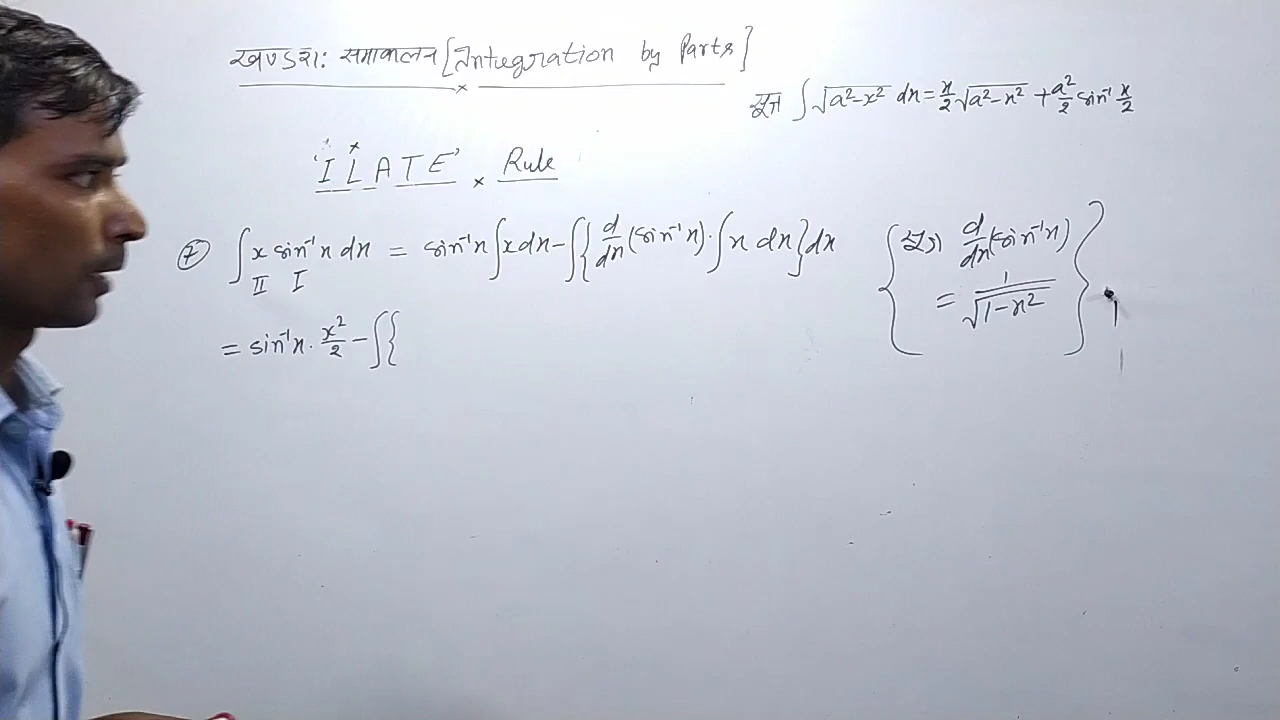 खण्डशः समाकलन [Integration by Parts]
सूत्र ∫√(a²-x²) dx = x/2 √(a²-x²) + a²/2 sin⁻¹ x/2
'ILATE' × Rule
⑦ ∫ x sin⁻¹x dx = sin⁻¹x ∫x dx - ∫{d/dx (sin⁻¹x) · ∫x dx} dx
II I
{सूत्र d/dx (sin⁻¹x)
= 1/√(1-x²)}
= sin⁻¹x · x²/2 - ∫{